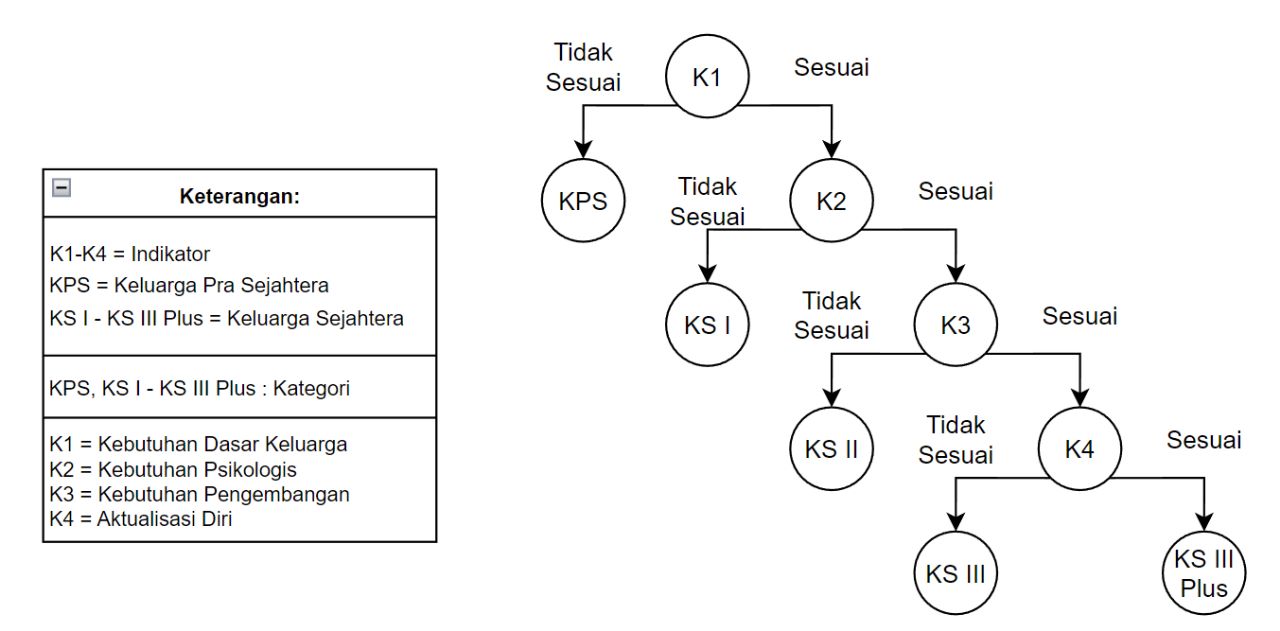 Keterangan:
K1-K4 = Indikator
KPS = Keluarga Pra Sejahtera
KS I - KS III Plus = Keluarga Sejahtera
KPS, KS I - KS III Plus : Kategori
K1 = Kebutuhan Dasar Keluarga
K2 = Kebutuhan Psikologis
K3 = Kebutuhan Pengembangan
K4 = Aktualisasi Diri
Tidak
Sesuai
K1
Sesuai
KPS
Tidak
Sesuai
K2
Sesuai
KS I
Tidak
Sesuai
K3
Sesuai
KS II
Tidak
Sesuai
K4
Sesuai
KS III
KS III
Plus